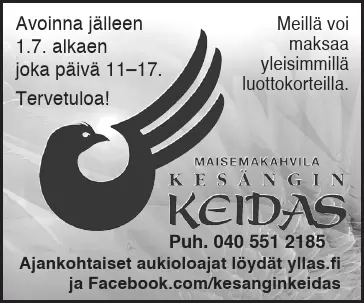 Avoinna jälleen
1.7. alkaen
joka päivä 11–17.
Tervetuloa!
Meillä voi
maksaa
yleisimmillä
luottokorteilla.
MAISEMAKAHVILA
KESÄNGIN
KEIDAS
Puh. 040 551 2185
Ajankohtaiset aukioloajat löydät yllas.fi
ja Facebook.com/kesanginkeidas